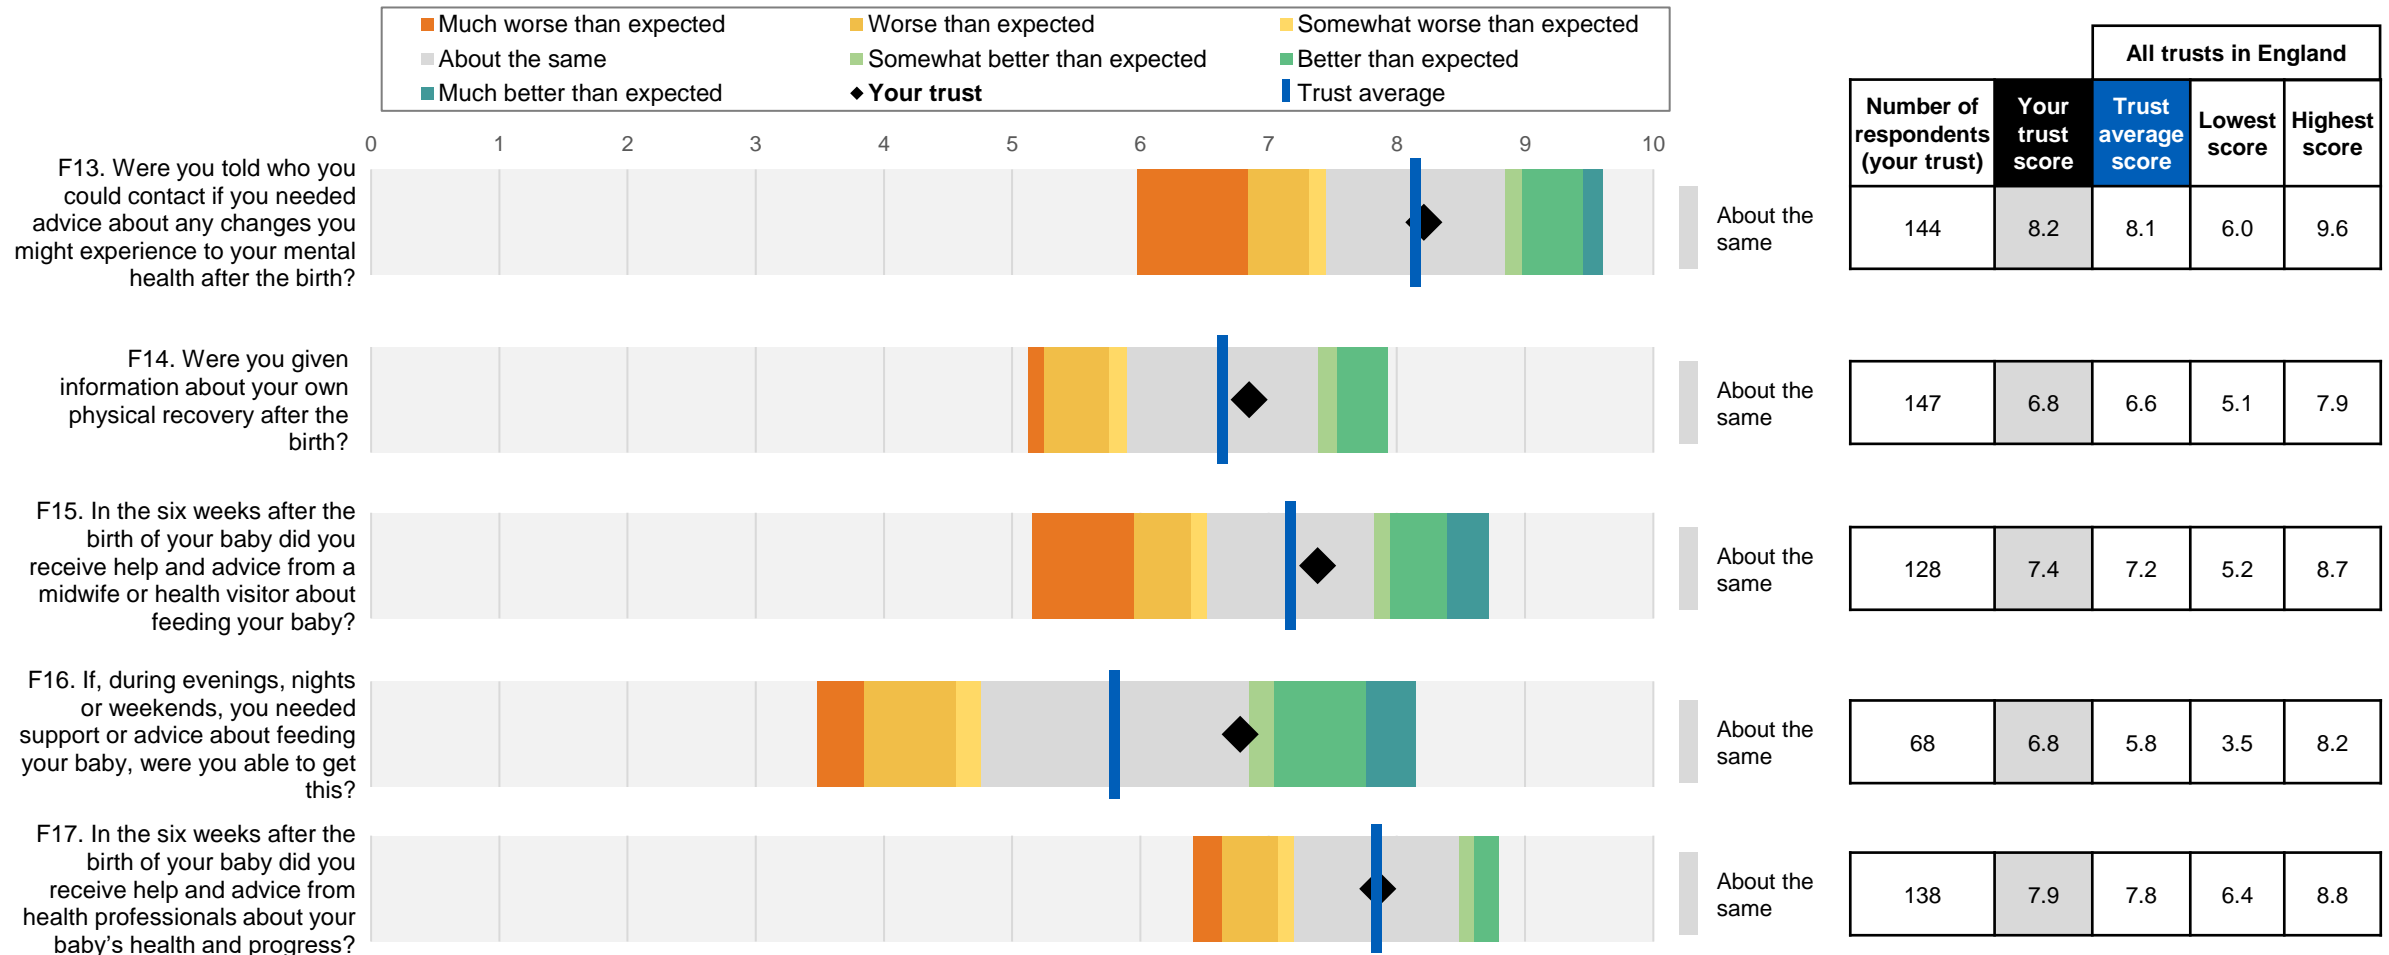 Much worse than expected
Worse than expected
Somewhat worse than expected
About the same
Somewhat better than expected
Better than expected
Much better than expected
Your trust
Trust average
All trusts in England
Number of respondents (your trust)
Your trust score
Trust average score
Lowest score
Highest score
0 1 2 3 4 5 6 7 8 9 10
F13. Were you told who you
could contact if you needed
advice about any changes you
might experience to your mental
health after the birth?
About the
same
144 8.2 8.1 6.0 9.6
F14. Were you given
information about your own
physical recovery after the
birth?
About the
same
147 6.8 6.6 5.1 7.9
F15. In the six weeks after the
birth of your baby did you
receive help and advice from a
midwife or health visitor about
feeding your baby?
About the
same
128 7.4 7.2 5.2 8.7
F16. If, during evenings, nights
or weekends, you needed
support or advice about feeding
your baby, were you able to get
this?
About the
same
68 6.8 5.8 3.5 8.2
F17. In the six weeks after the
birth of your baby did you
receive help and advice from
health professionals about your
baby’s health and progress?
About the
same
138 7.9 7.8 6.4 8.8